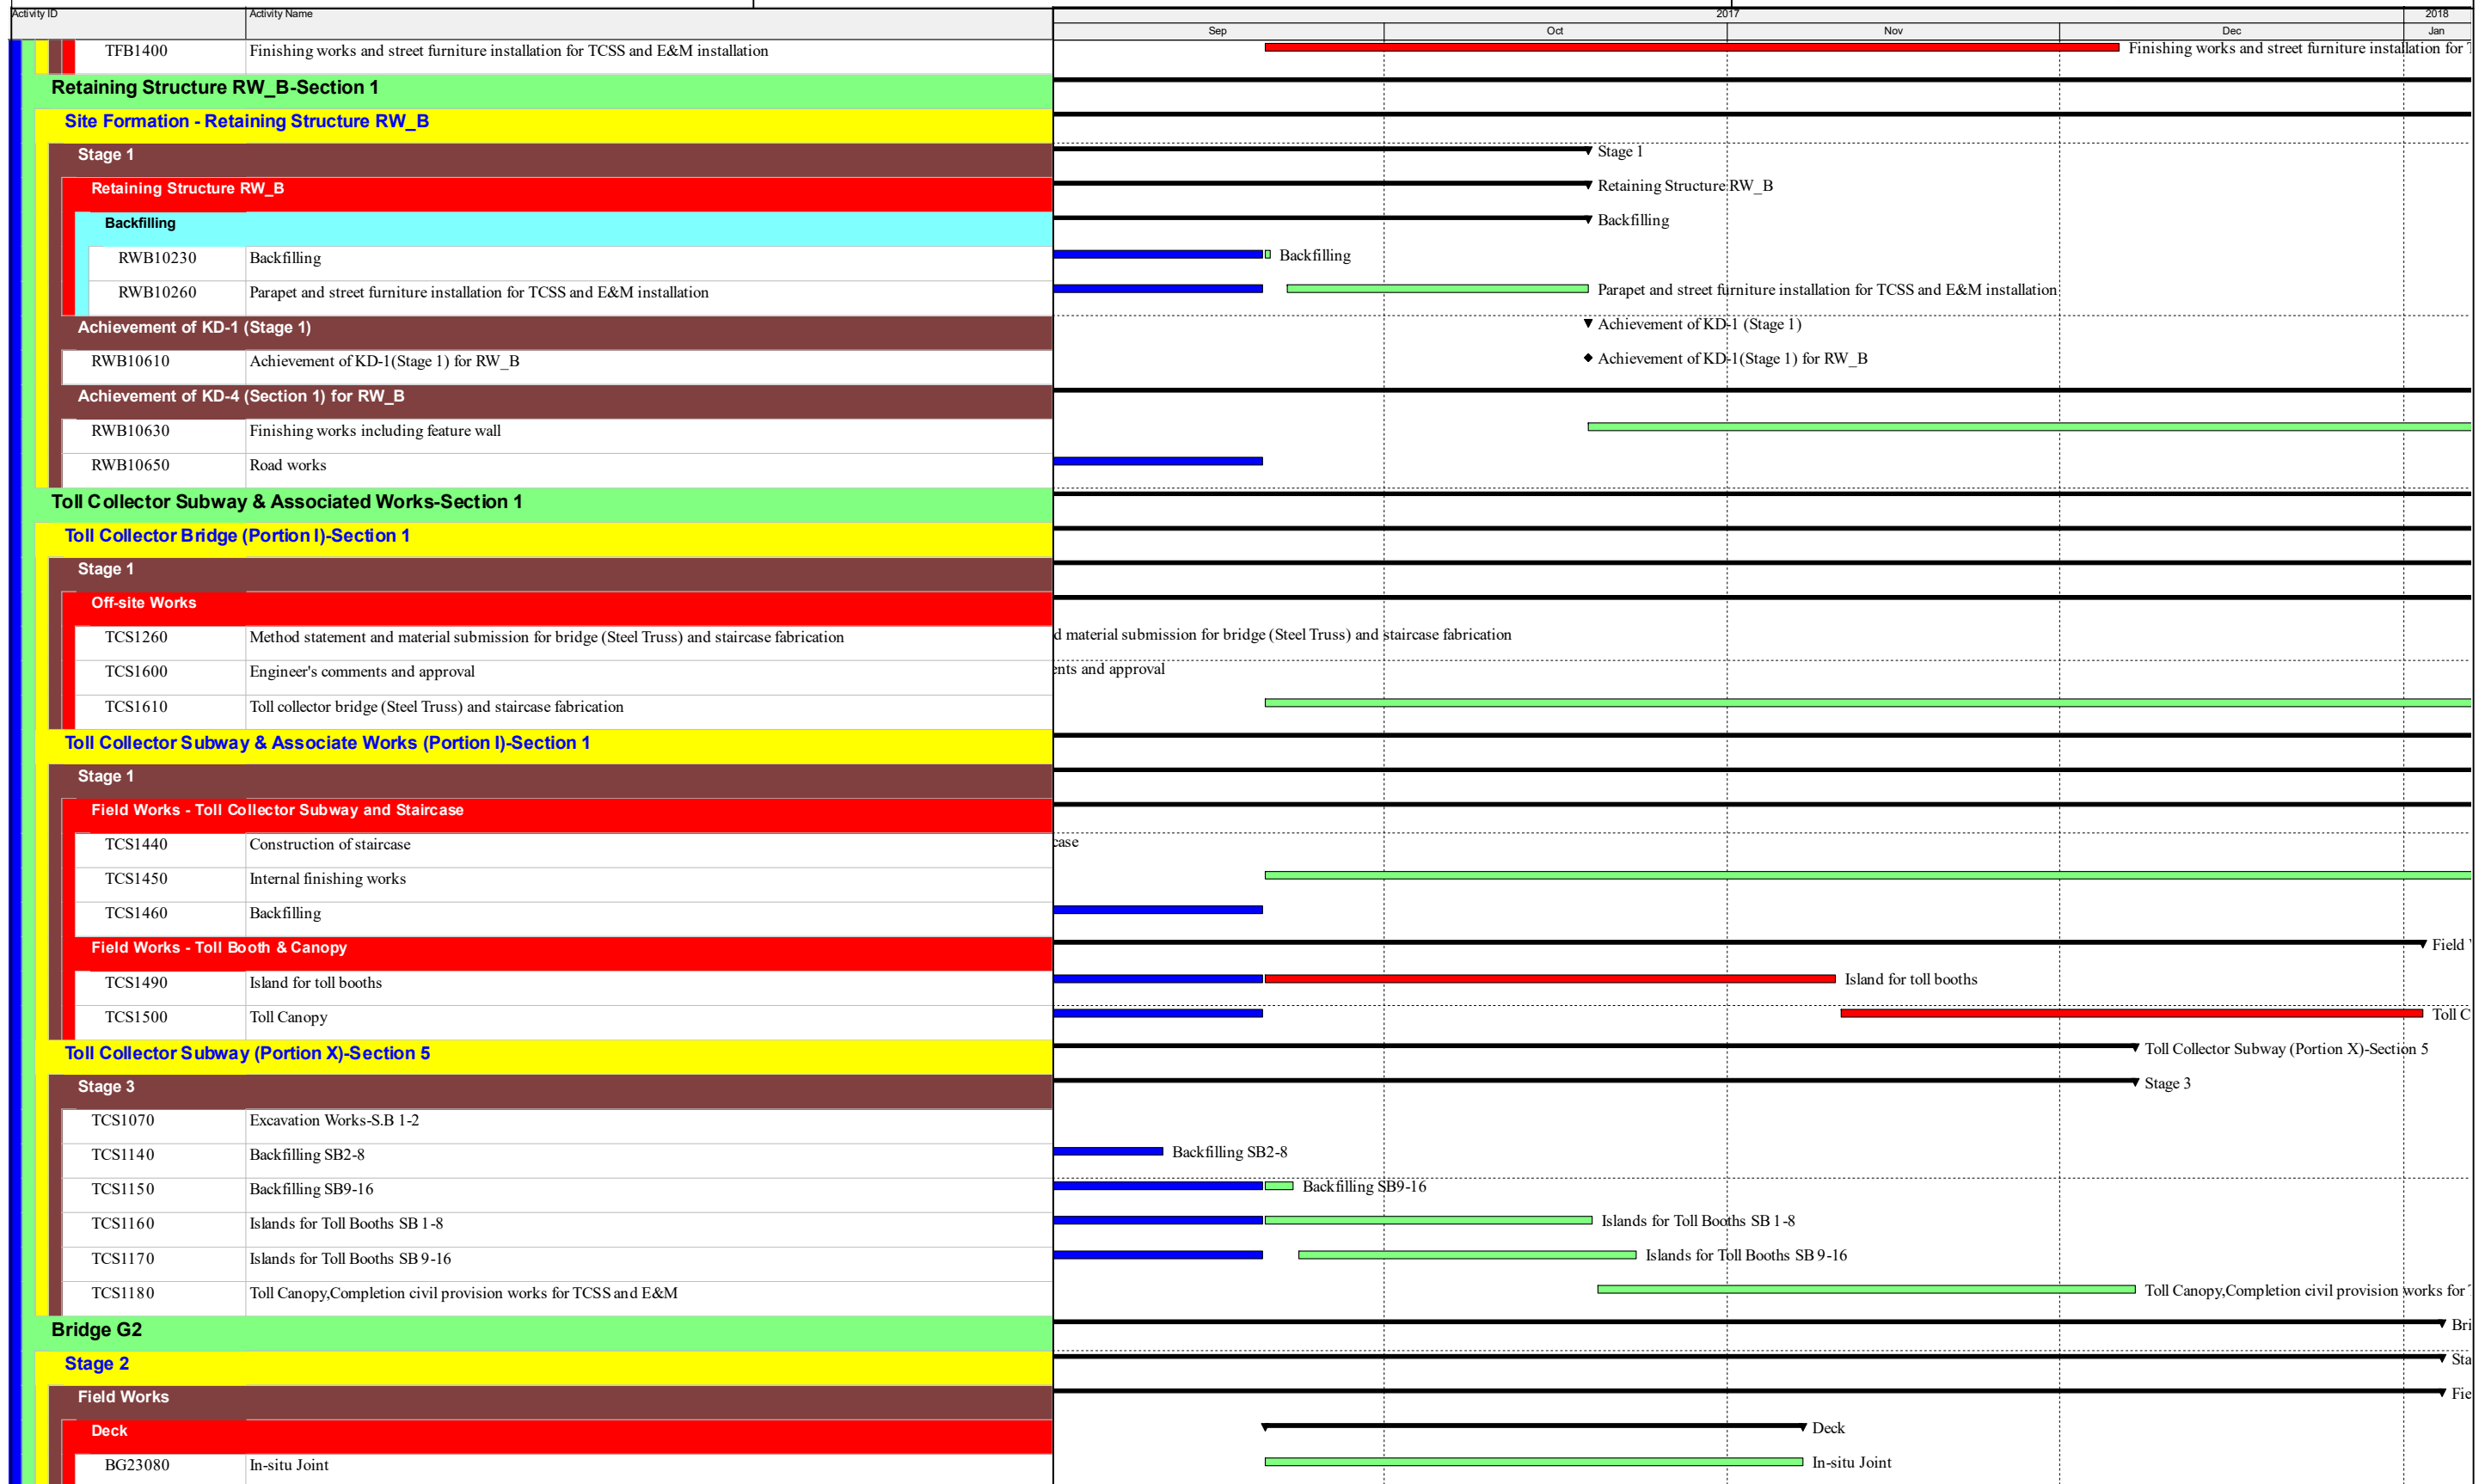 Activity ID Activity Name 2017 2018
Sep Oct Nov Dec Jan
TFB1400 Finishing works and street furniture installation for TCSS and E&M installation Finishing works and street furniture installation for
Retaining Structure RW_B-Section 1
Site Formation - Retaining Structure RW_B
Stage 1 Stage 1
Retaining Structure RW_B Retaining Structure RW_B
Backfilling Backfilling
RWB10230 Backfilling Backfilling
RWB10260 Parapet and street furniture installation for TCSS and E&M installation Parapet and street furniture installation for TCSS and E&M installation
Achievement of KD-1 (Stage 1) Achievement of KD-1 (Stage 1)
RWB10610 Achievement of KD-1(Stage 1) for RW_B Achievement of KD-1(Stage 1) for RW_B
Achievement of KD-4 (Section 1) for RW_B
RWB10630 Finishing works including feature wall
RWB10650 Road works
Toll Collector Subway & Associated Works-Section 1
Toll Collector Bridge (Portion I)-Section 1
Stage 1
Off-site Works
TCS1260 Method statement and material submission for bridge (Steel Truss) and staircase fabrication d material submission for bridge (Steel Truss) and staircase fabrication
TCS1600 Engineer's comments and approval ents and approval
TCS1610 Toll collector bridge (Steel Truss) and staircase fabrication
Toll Collector Subway & Associate Works (Portion I)-Section 1
Stage 1
Field Works - Toll Collector Subway and Staircase
TCS1440 Construction of staircase case
TCS1450 Internal finishing works
TCS1460 Backfilling
Field Works - Toll Booth & Canopy Field
TCS1490 Island for toll booths Island for toll booths
TCS1500 Toll Canopy Toll C
Toll Collector Subway (Portion X)-Section 5 Toll Collector Subway (Portion X)-Section 5
Stage 3 Stage 3
TCS1070 Excavation Works-S.B 1-2
TCS1140 Backfilling SB2-8 Backfilling SB2-8
TCS1150 Backfilling SB9-16 Backfilling SB9-16
TCS1160 Islands for Toll Booths SB 1-8 Islands for Toll Booths SB 1-8
TCS1170 Islands for Toll Booths SB 9-16 Islands for Toll Booths SB 9-16
TCS1180 Toll Canopy,Completion civil provision works for TCSS and E&M Toll Canopy,Completion civil provision works for
Bridge G2 Bri
Stage 2 Sta
Field Works Fie
Deck Deck
BG23080 In-situ Joint In-situ Joint